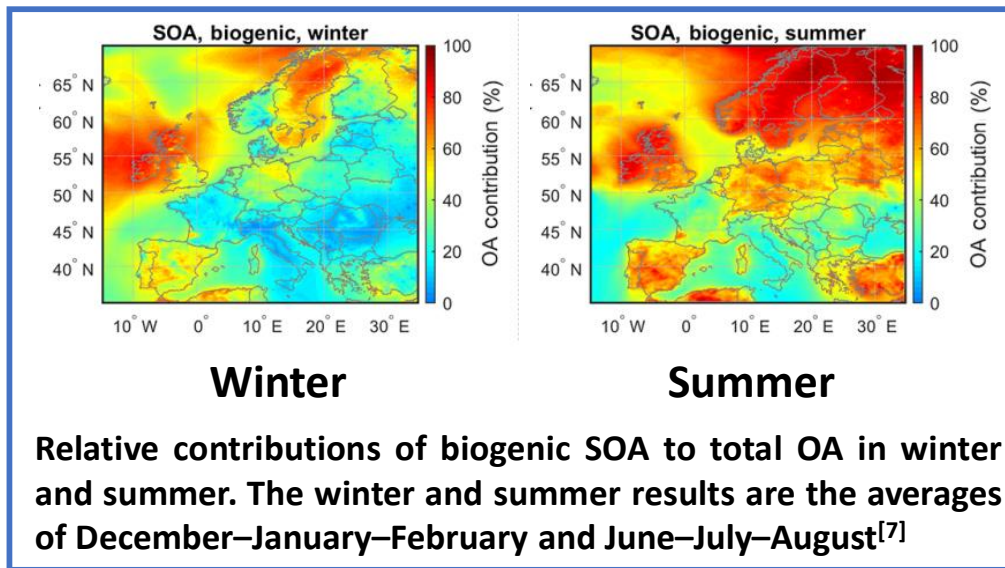 SOA, biogenic, winter
65° N
60° N
55° N
50° N
45° N
40° N
10° W
0°
10° E
20° E
30° E
100
80
60
40
20
0
OA contribution (%)
SOA, biogenic, summer
65° N
60° N
55° N
50° N
45° N
40° N
10° W
0°
10° E
20° E
30° E
100
80
60
40
20
0
OA contribution (%)
Winter
Summer
Relative contributions of biogenic SOA to total OA in winter
and summer. The winter and summer results are the averages
of December–January–February and June–July–August[7]